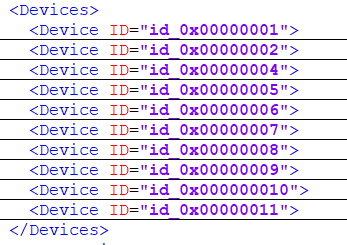 <Devices>
<Device ID="id_0x00000001">
<Device ID="id_0x00000002">
<Device ID="id_0x00000004">
<Device ID="id_0x00000005">
<Device ID="id_0x00000006">
<Device ID="id_0x00000007">
<Device ID="id_0x00000008">
<Device ID="id_0x00000009">
<Device ID="id_0x000000010">
<Device ID="id_0x00000011">
</Devices>